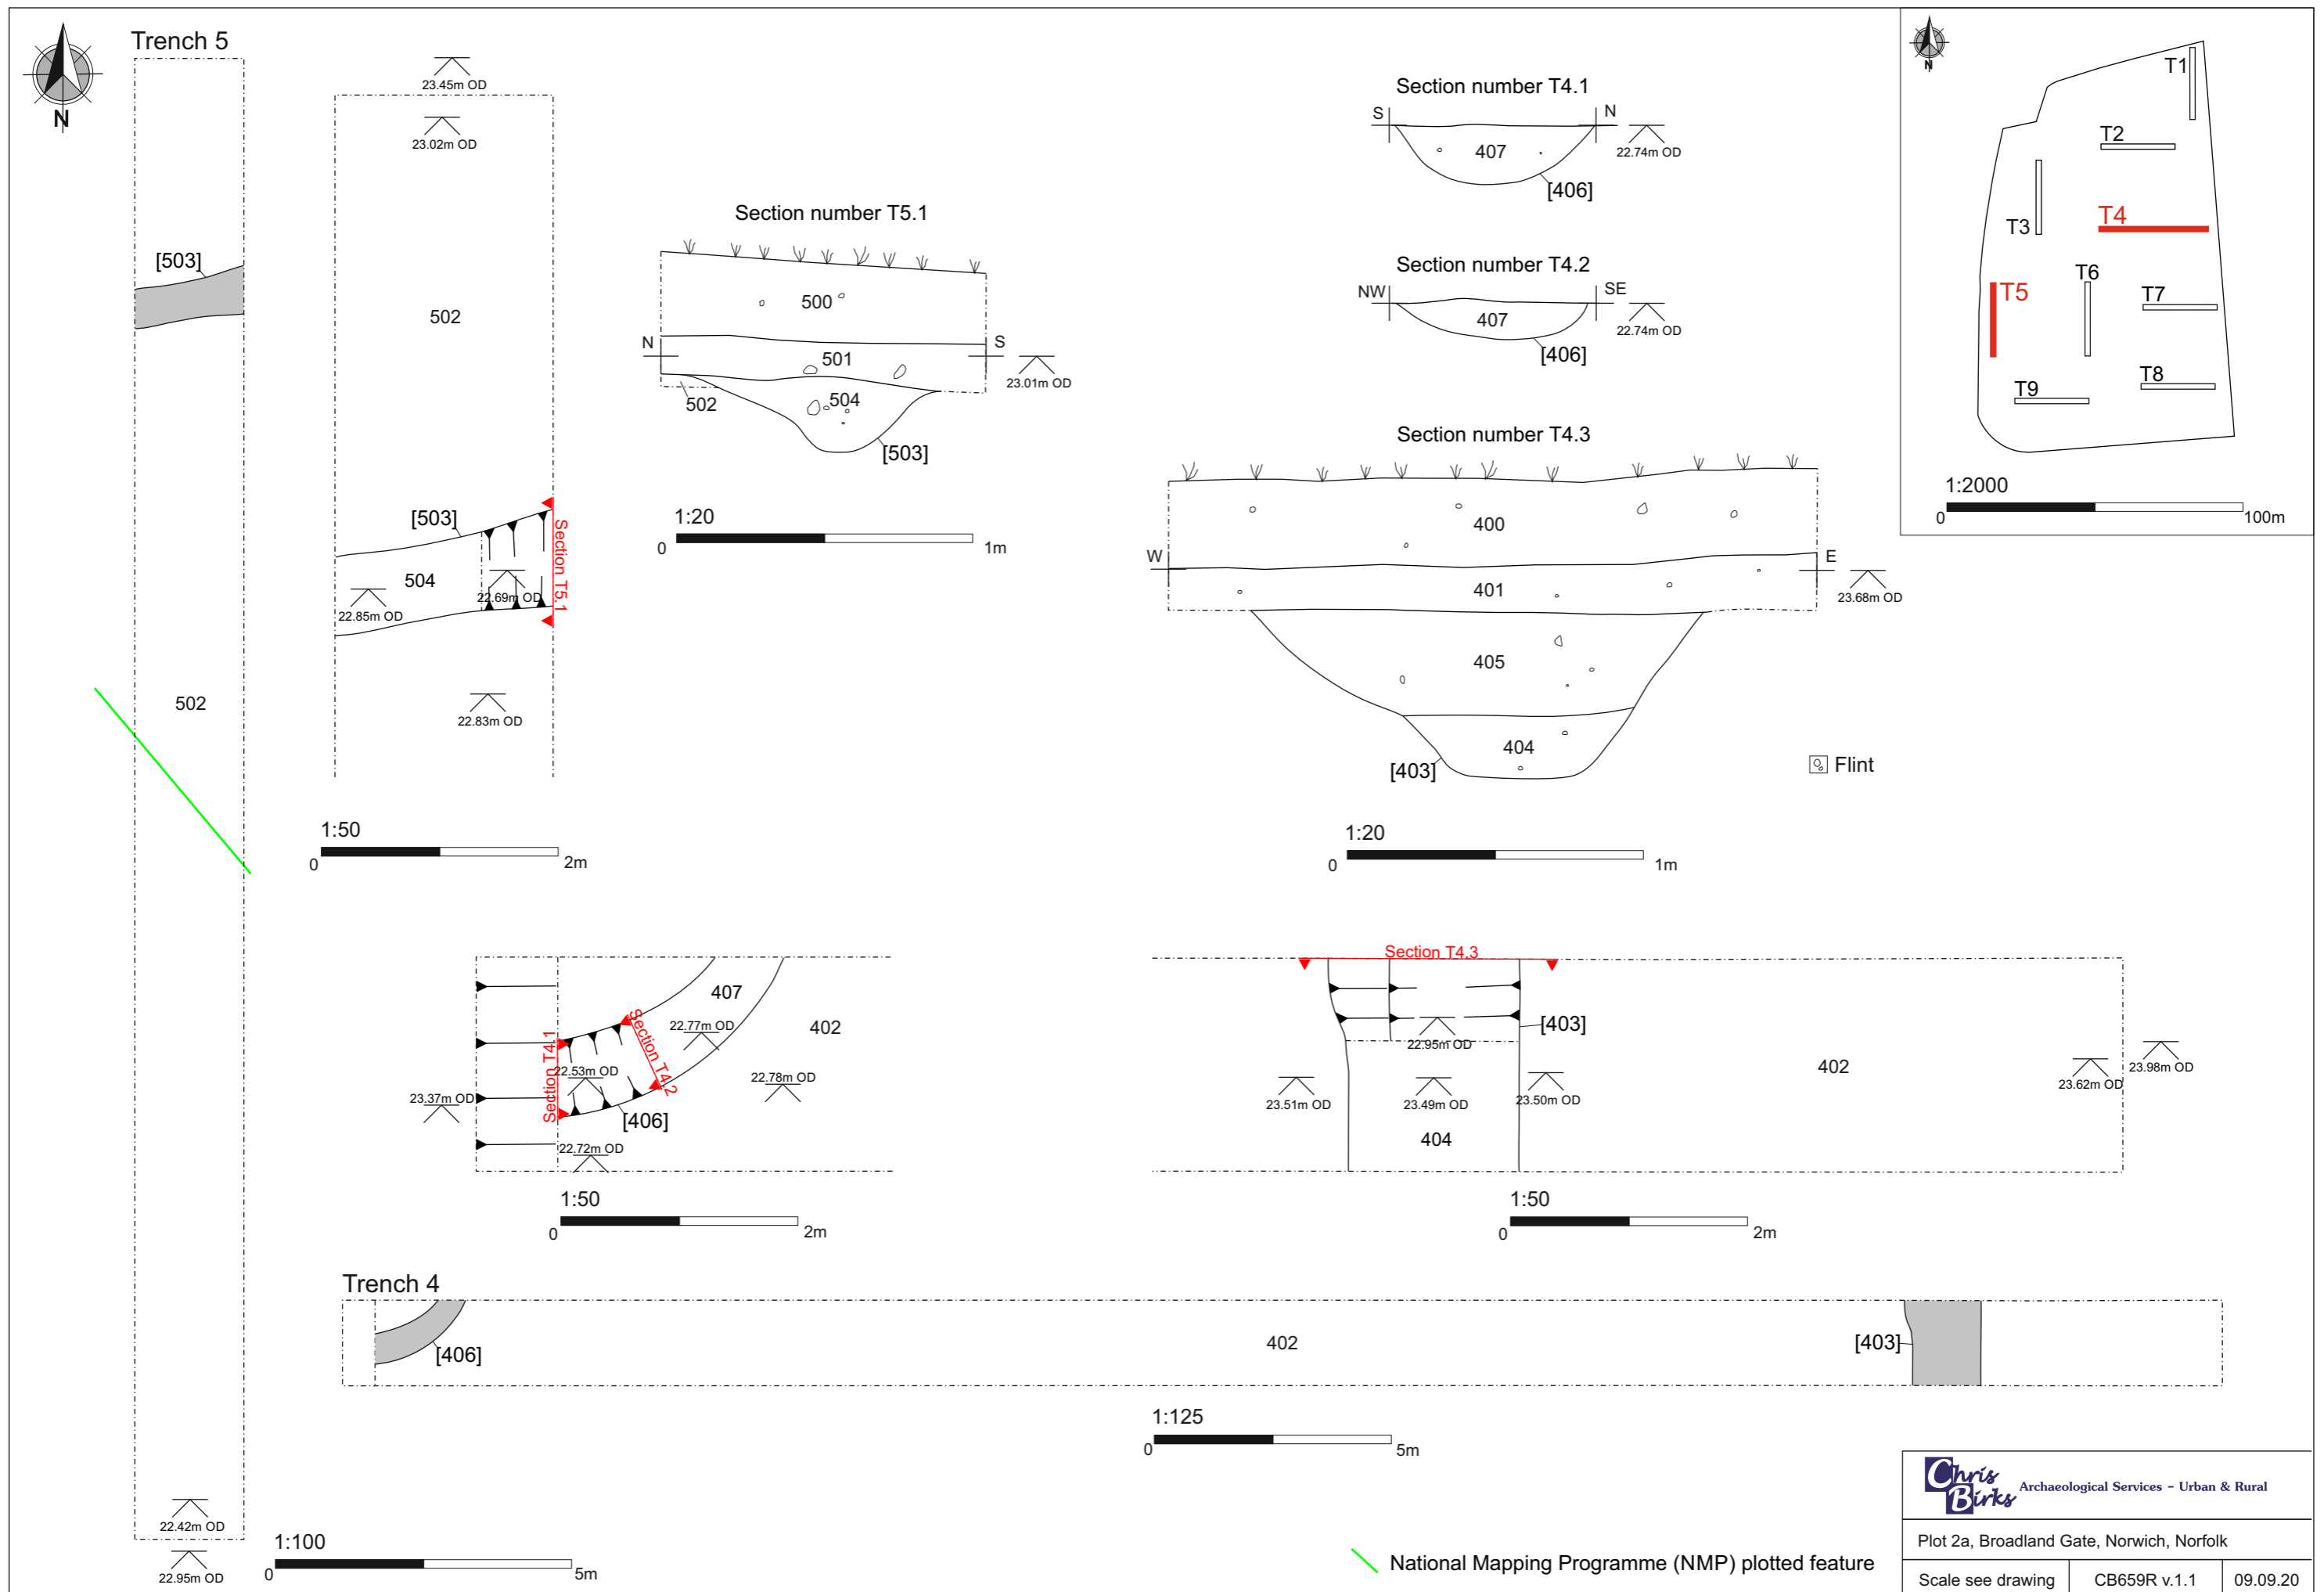 Trench 5
N
[503]
502
22.42m OD
22.95m OD
1:100
0
5m
23.45m OD
23.02m OD
502
[503]
504
22.85m OD
22.69m OD
Section T5.1
22.83m OD
1:50
0
2m
Section number T5.1
500
N
S
501
23.01m OD
502
504
[503]
1:20
0
1m
Section number T4.1
S
N
407
22.74m OD
[406]
Section number T4.2
NW
SE
407
22.74m OD
[406]
Section number T4.3
400
W
E
401
23.68m OD
405
404
[403]
Flint
1:20
0
1m
N
T1
T2
T3
T4
T5
T6
T7
T8
T9
1:2000
0
100m
407
402
Section T4.1
Section T4.2
22.77m OD
22.53m OD
22.78m OD
23.37m OD
[406]
22.72m OD
1:50
0
2m
Section T4.3
[403]
22.95m OD
402
23.98m OD
23.62m OD
23.51m OD
23.49m OD
23.50m OD
404
1:50
0
2m
Trench 4
[406]
402
[403]
1:125
0
5m
National Mapping Programme (NMP) plotted feature
Chris
Birks
Archaeological Services - Urban & Rural
Plot 2a, Broadland Gate, Norwich, Norfolk
Scale see drawing
CB659R v.1.1
09.09.20